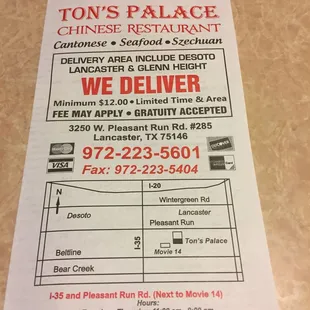 TON'S PALACE
CHINESE RESTAURANT
Cantonese • Seafood • Szechuan
DELIVERY AREA INCLUDE DESOTO
LANCASTER & GLENN HEIGHT
WE DELIVER
Minimum $12.00 • Limited Time & Area
FEE MAY APPLY • GRATUITY ACCEPTED
3250 W. Pleasant Run Rd. #285
Lancaster, TX 75146
972-223-5601
DISCOVER
VISA
Fax: 972-223-5404
N
I-20
Wintergreen Rd
Desoto
Lancaster
Pleasant Run
I-35
Ton's Palace
Beltline
Movie 14
Bear Creek
I-35 and Pleasant Run Rd. (Next to Movie 14)
Hours: